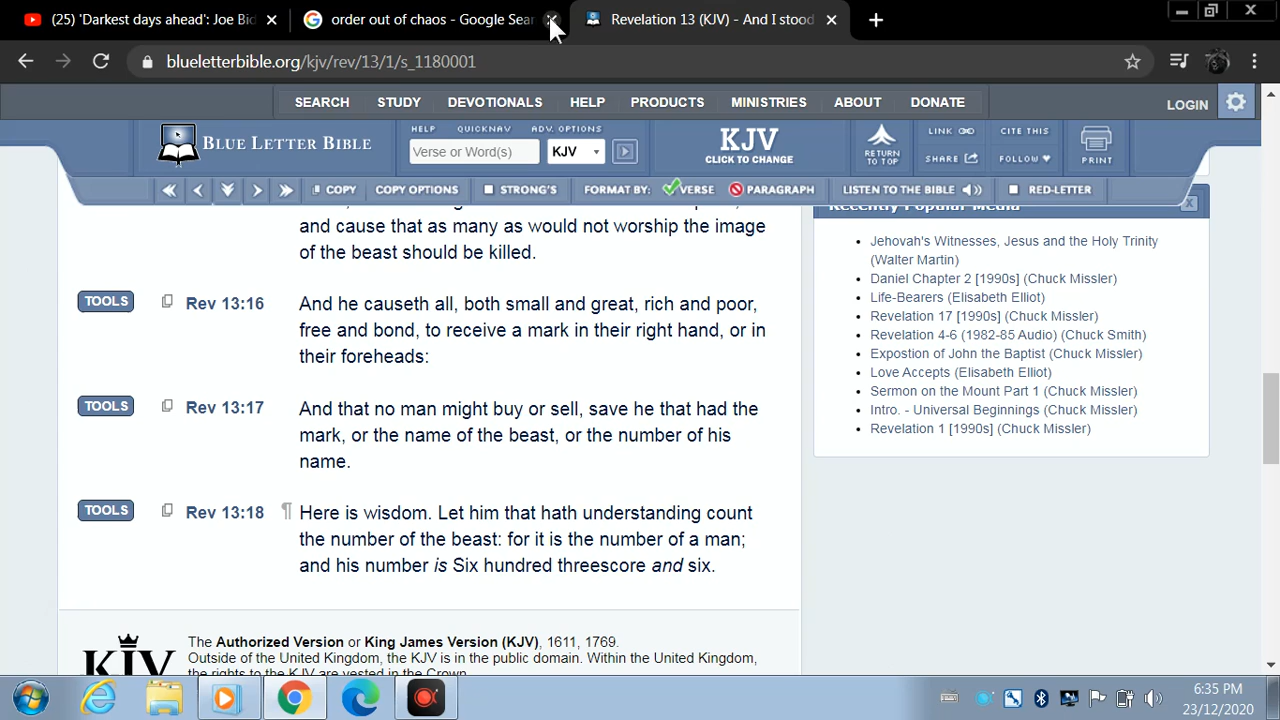 (25) 'Darkest days ahead': Joe Bid
order out of chaos - Google Sear
Revelation 13 (KJV) - And I stood
blueletterbible.org/kjv/rev/13/1/s_1180001
SEARCH STUDY DEVOTIONALS HELP PRODUCTS MINISTRIES ABOUT DONATE LOGIN
BLUE LETTER BIBLE
HELP QUICKNAV ADV. OPTIONS
Verse or Word(s) KJV
KJV
CLICK TO CHANGE
RETURN
TO TOP
LINK CITE THIS
SHARE FOLLOW
PRINT
COPY COPY OPTIONS STRONG'S FORMAT BY: VERSE PARAGRAPH LISTEN TO THE BIBLE RED-LETTER
and cause that as many as would not worship the image
of the beast should be killed.
TOOLS Rev 13:16 And he causeth all, both small and great, rich and poor,
free and bond, to receive a mark in their right hand, or in
their foreheads:
TOOLS Rev 13:17 And that no man might buy or sell, save he that had the
mark, or the name of the beast, or the number of his
name.
TOOLS Rev 13:18 ¶ Here is wisdom. Let him that hath understanding count
the number of the beast: for it is the number of a man;
and his number is Six hundred threescore and six.
Recently Popular Media
Jehovah's Witnesses, Jesus and the Holy Trinity
(Walter Martin)
Daniel Chapter 2 [1990s] (Chuck Missler)
Life-Bearers (Elisabeth Elliot)
Revelation 17 [1990s] (Chuck Missler)
Revelation 4-6 (1982-85 Audio) (Chuck Smith)
Expostion of John the Baptist (Chuck Missler)
Love Accepts (Elisabeth Elliot)
Sermon on the Mount Part 1 (Chuck Missler)
Intro. - Universal Beginnings (Chuck Missler)
Revelation 1 [1990s] (Chuck Missler)
KJV
The Authorized Version or King James Version (KJV), 1611, 1769.
Outside of the United Kingdom, the KJV is in the public domain. Within the United Kingdom,
the rights to the KJV are vested in the Crown.
6:35 PM
23/12/2020